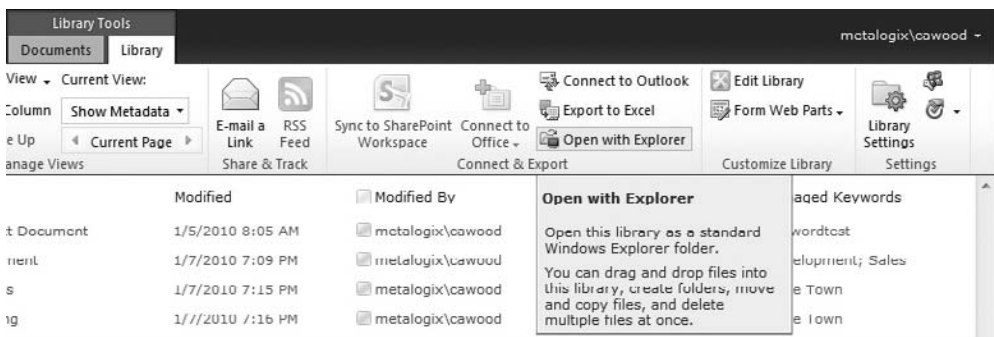 Library Tools
Documents Library
metalogix\cawood
View Current View:
Column Show Metadata
e Up Current Page
anage Views
E-mail a Link
RSS Feed
Share & Track
Sync to SharePoint Workspace
Connect to Office
Connect to Outlook
Export to Excel
Open with Explorer
Connect & Export
Edit Library
Form Web Parts
Customize Library
Library Settings
Settings
Modified Modified By aged Keywords
t Document 1/5/2010 8:05 AM metalogix\cawood wordtest
ment 1/7/2010 7:09 PM metalogix\cawood elopment; Sales
s 1/7/2010 7:15 PM metalogix\cawood e Town
ng 1/7/2010 7:16 PM metalogix\cawood e Town
Open with Explorer
Open this library as a standard
Windows Explorer folder.
You can drag and drop files into
this library, create folders, move
and copy files, and delete
multiple files at once.